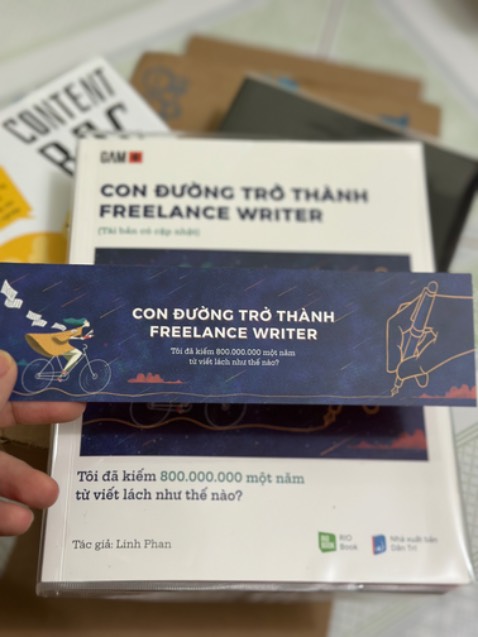 CONTENT
GAM
CON ĐƯỜNG TRỞ THÀNH
FREELANCE WRITER
(Tái bản có cập nhật)
CON ĐƯỜNG TRỞ THÀNH
FREELANCE WRITER
Tôi đã kiếm 800.000.000 một năm
từ viết lách như thế nào?
Tôi đã kiếm 800.000.000 một năm
từ viết lách như thế nào?
Tác giả: Linh Phan
RIO
Book
Nhà xuất bản
Dân Trí